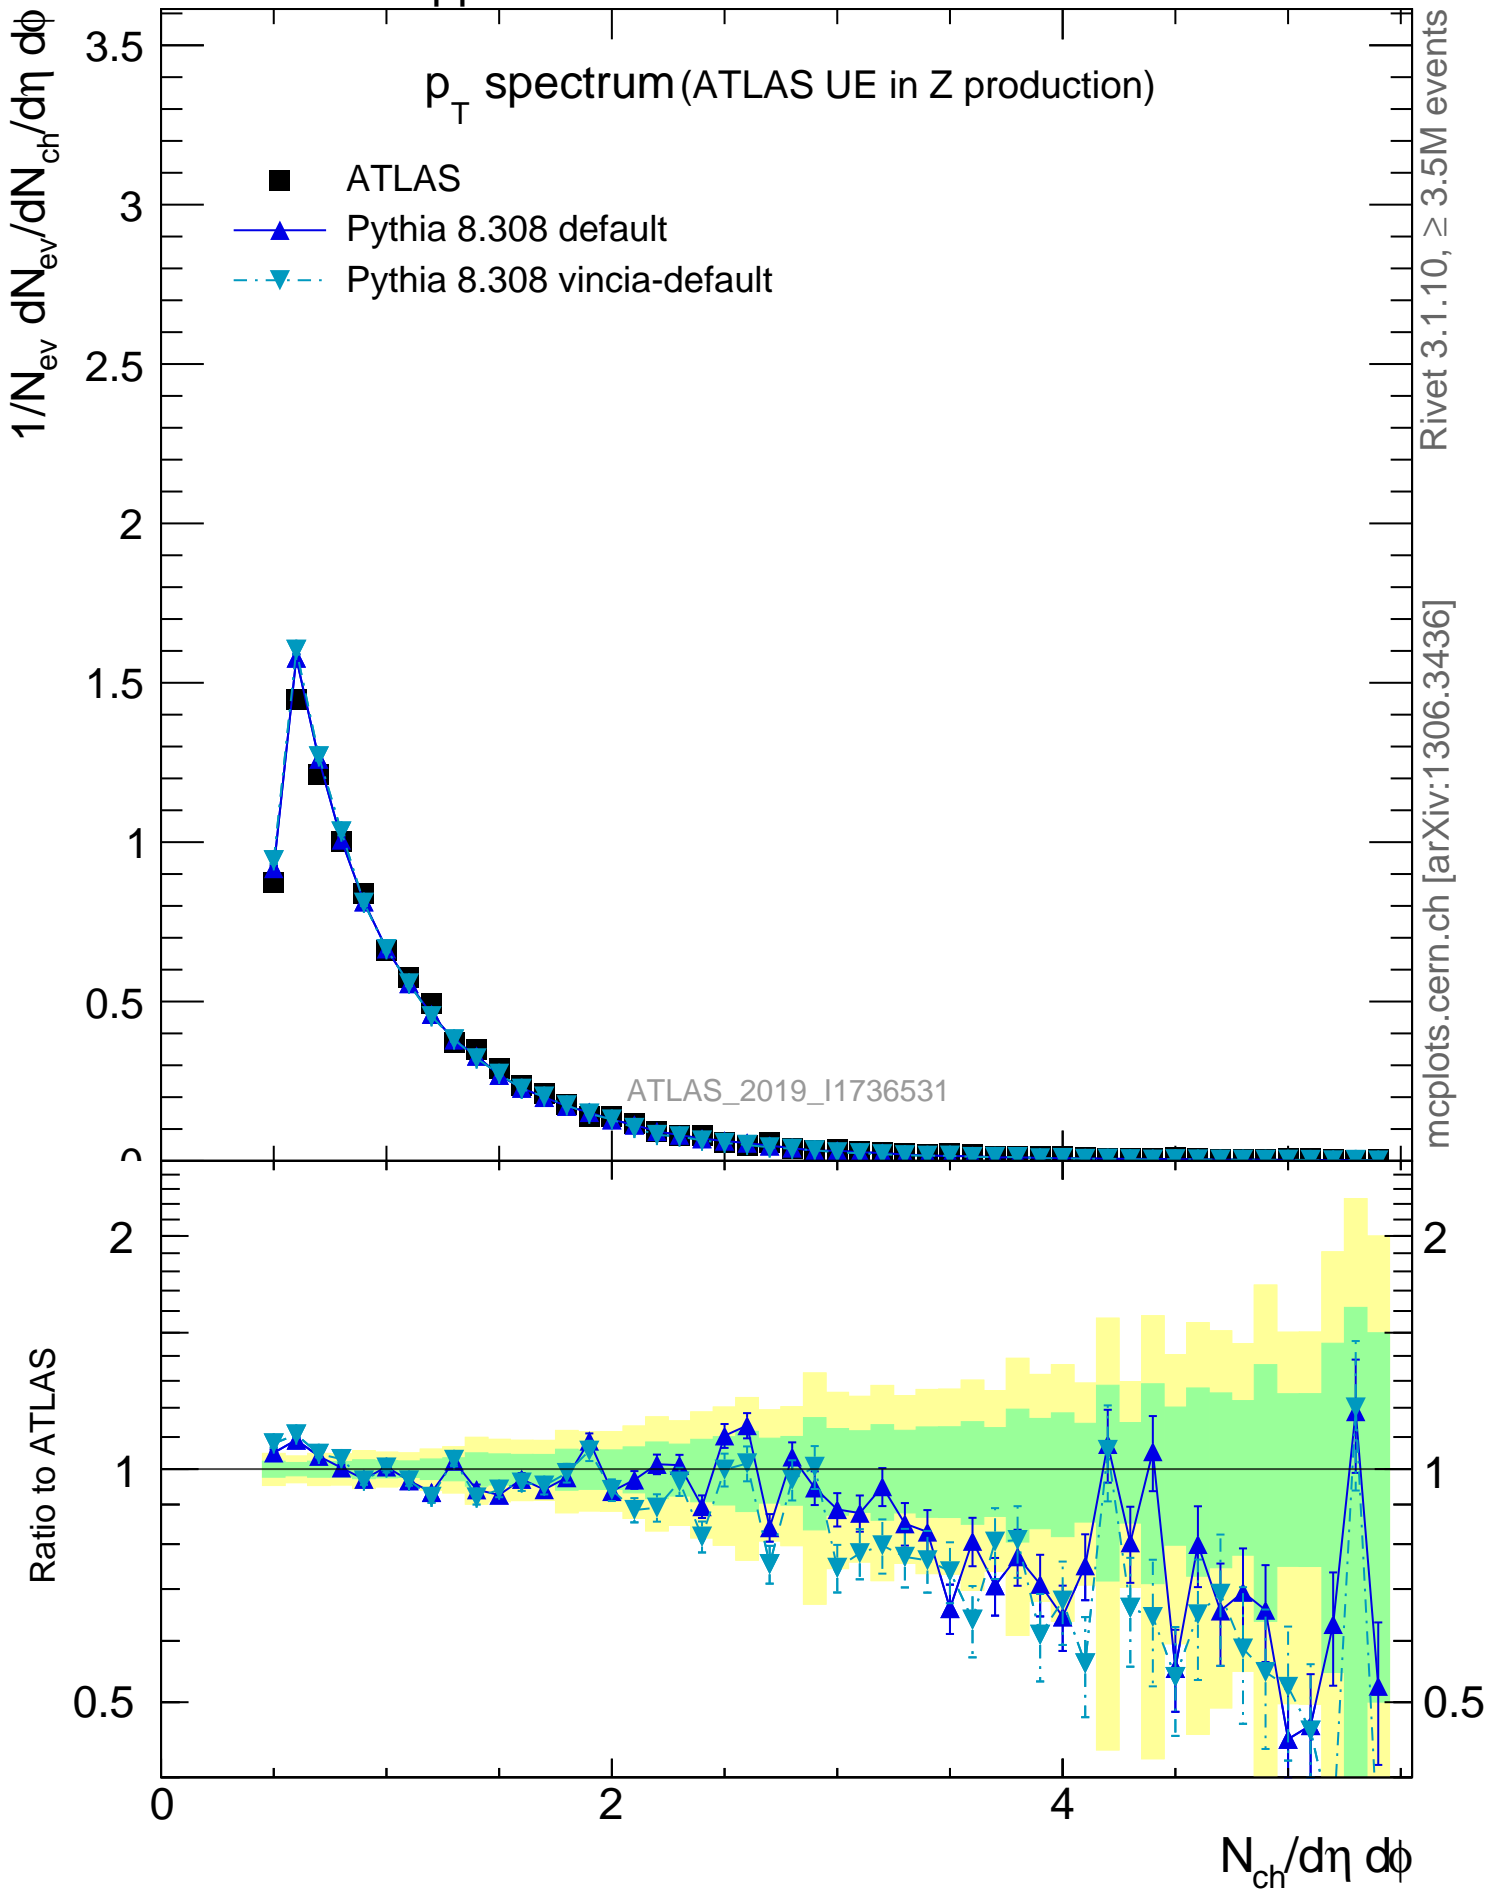 pp
1/N_ev dN_ev/dN_ch/dη dϕ
3.5
3
2.5
2
1.5
1
0.5
0
p_T spectrum (ATLAS UE in Z production)
ATLAS
Pythia 8.308 default
Pythia 8.308 vincia-default
ATLAS_2019_I1736531
Rivet 3.1.10, ≥ 3.5M events
mcplots.cern.ch [arXiv:1306.3436]
Ratio to ATLAS
2
1
0.5
2
1
0.5
0
2
4
N_ch/dη dϕ